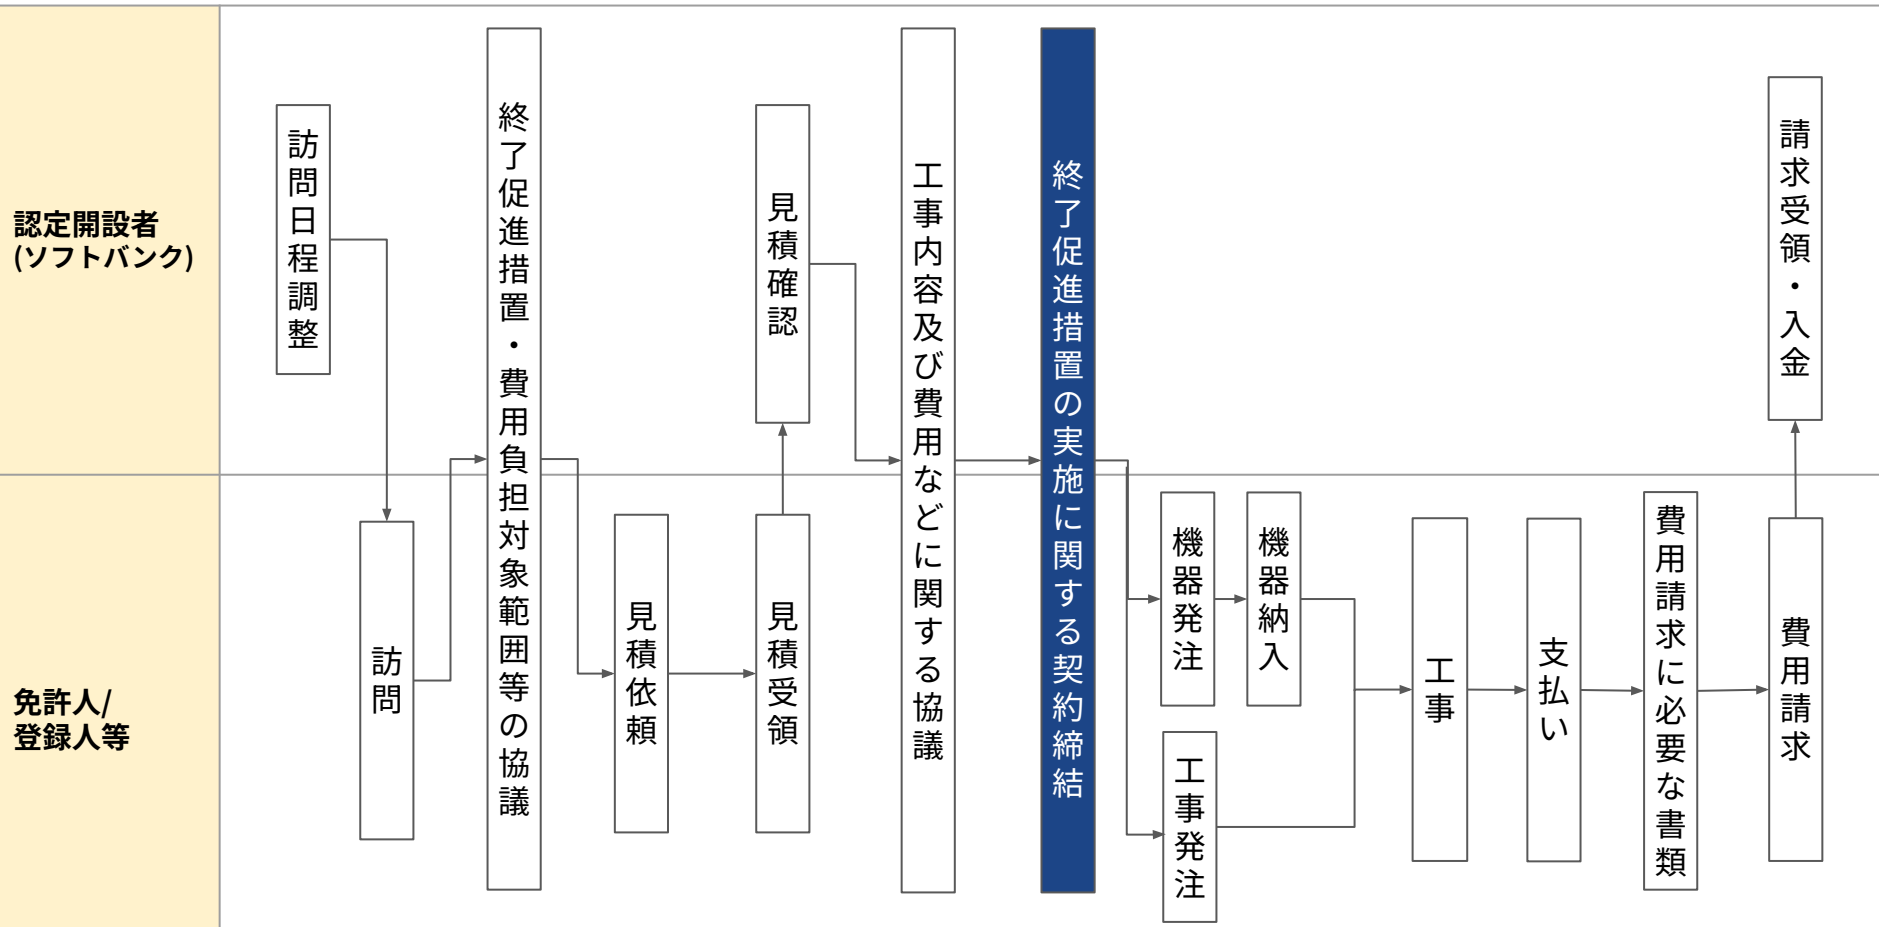 認定開設者
(ソフトバンク)
訪問日程調整
訪問
終了促進措置・費用負担対象範囲等の協議
見積依頼
見積受領
見積確認
工事内容及び費用などに関する協議
終了促進措置の実施に関する契約締結
機器発注
機器納入
工事発注
工事
支払い
費用請求に必要な書類
費用請求
請求受領・入金
免許人/
登録人等